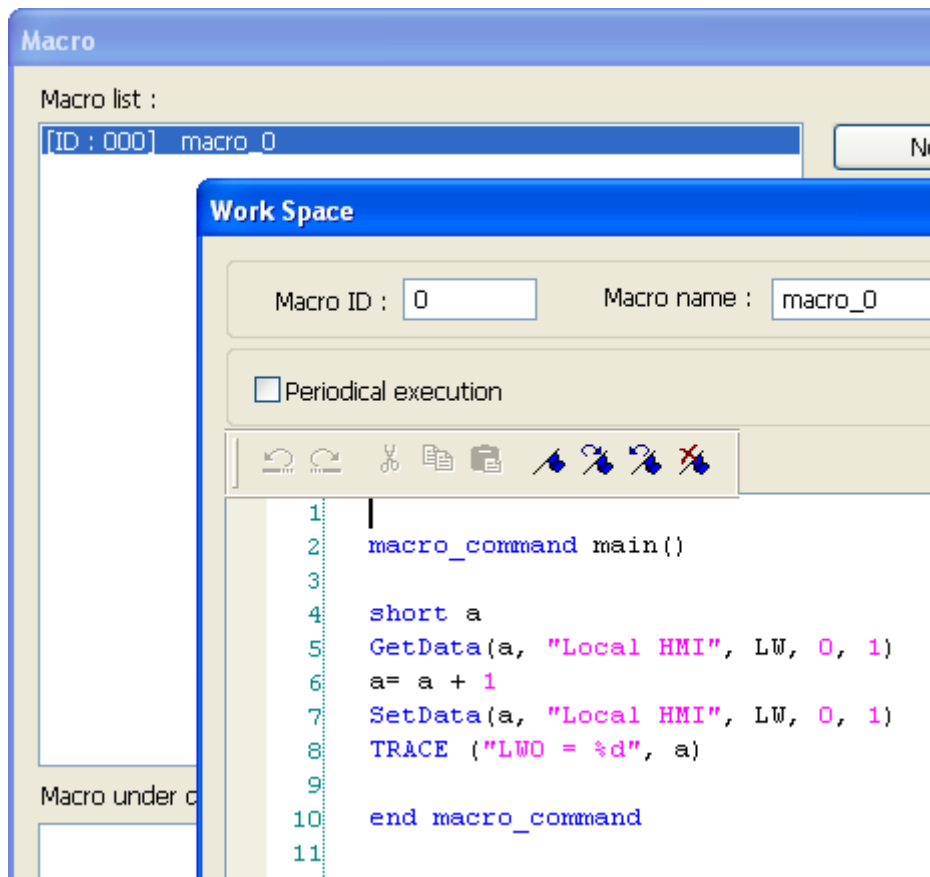 Macro
Macro list :
[ID : 000] macro_0
Work Space
Macro ID : 0 Macro name : macro_0
Periodical execution
1
2 macro_command main()
3
4 short a
5 GetData(a, "Local HMI", LW, 0, 1)
6 a= a + 1
7 SetData(a, "Local HMI", LW, 0, 1)
8 TRACE ("LW0 = %d", a)
9
Macro under
10 end macro_command
11